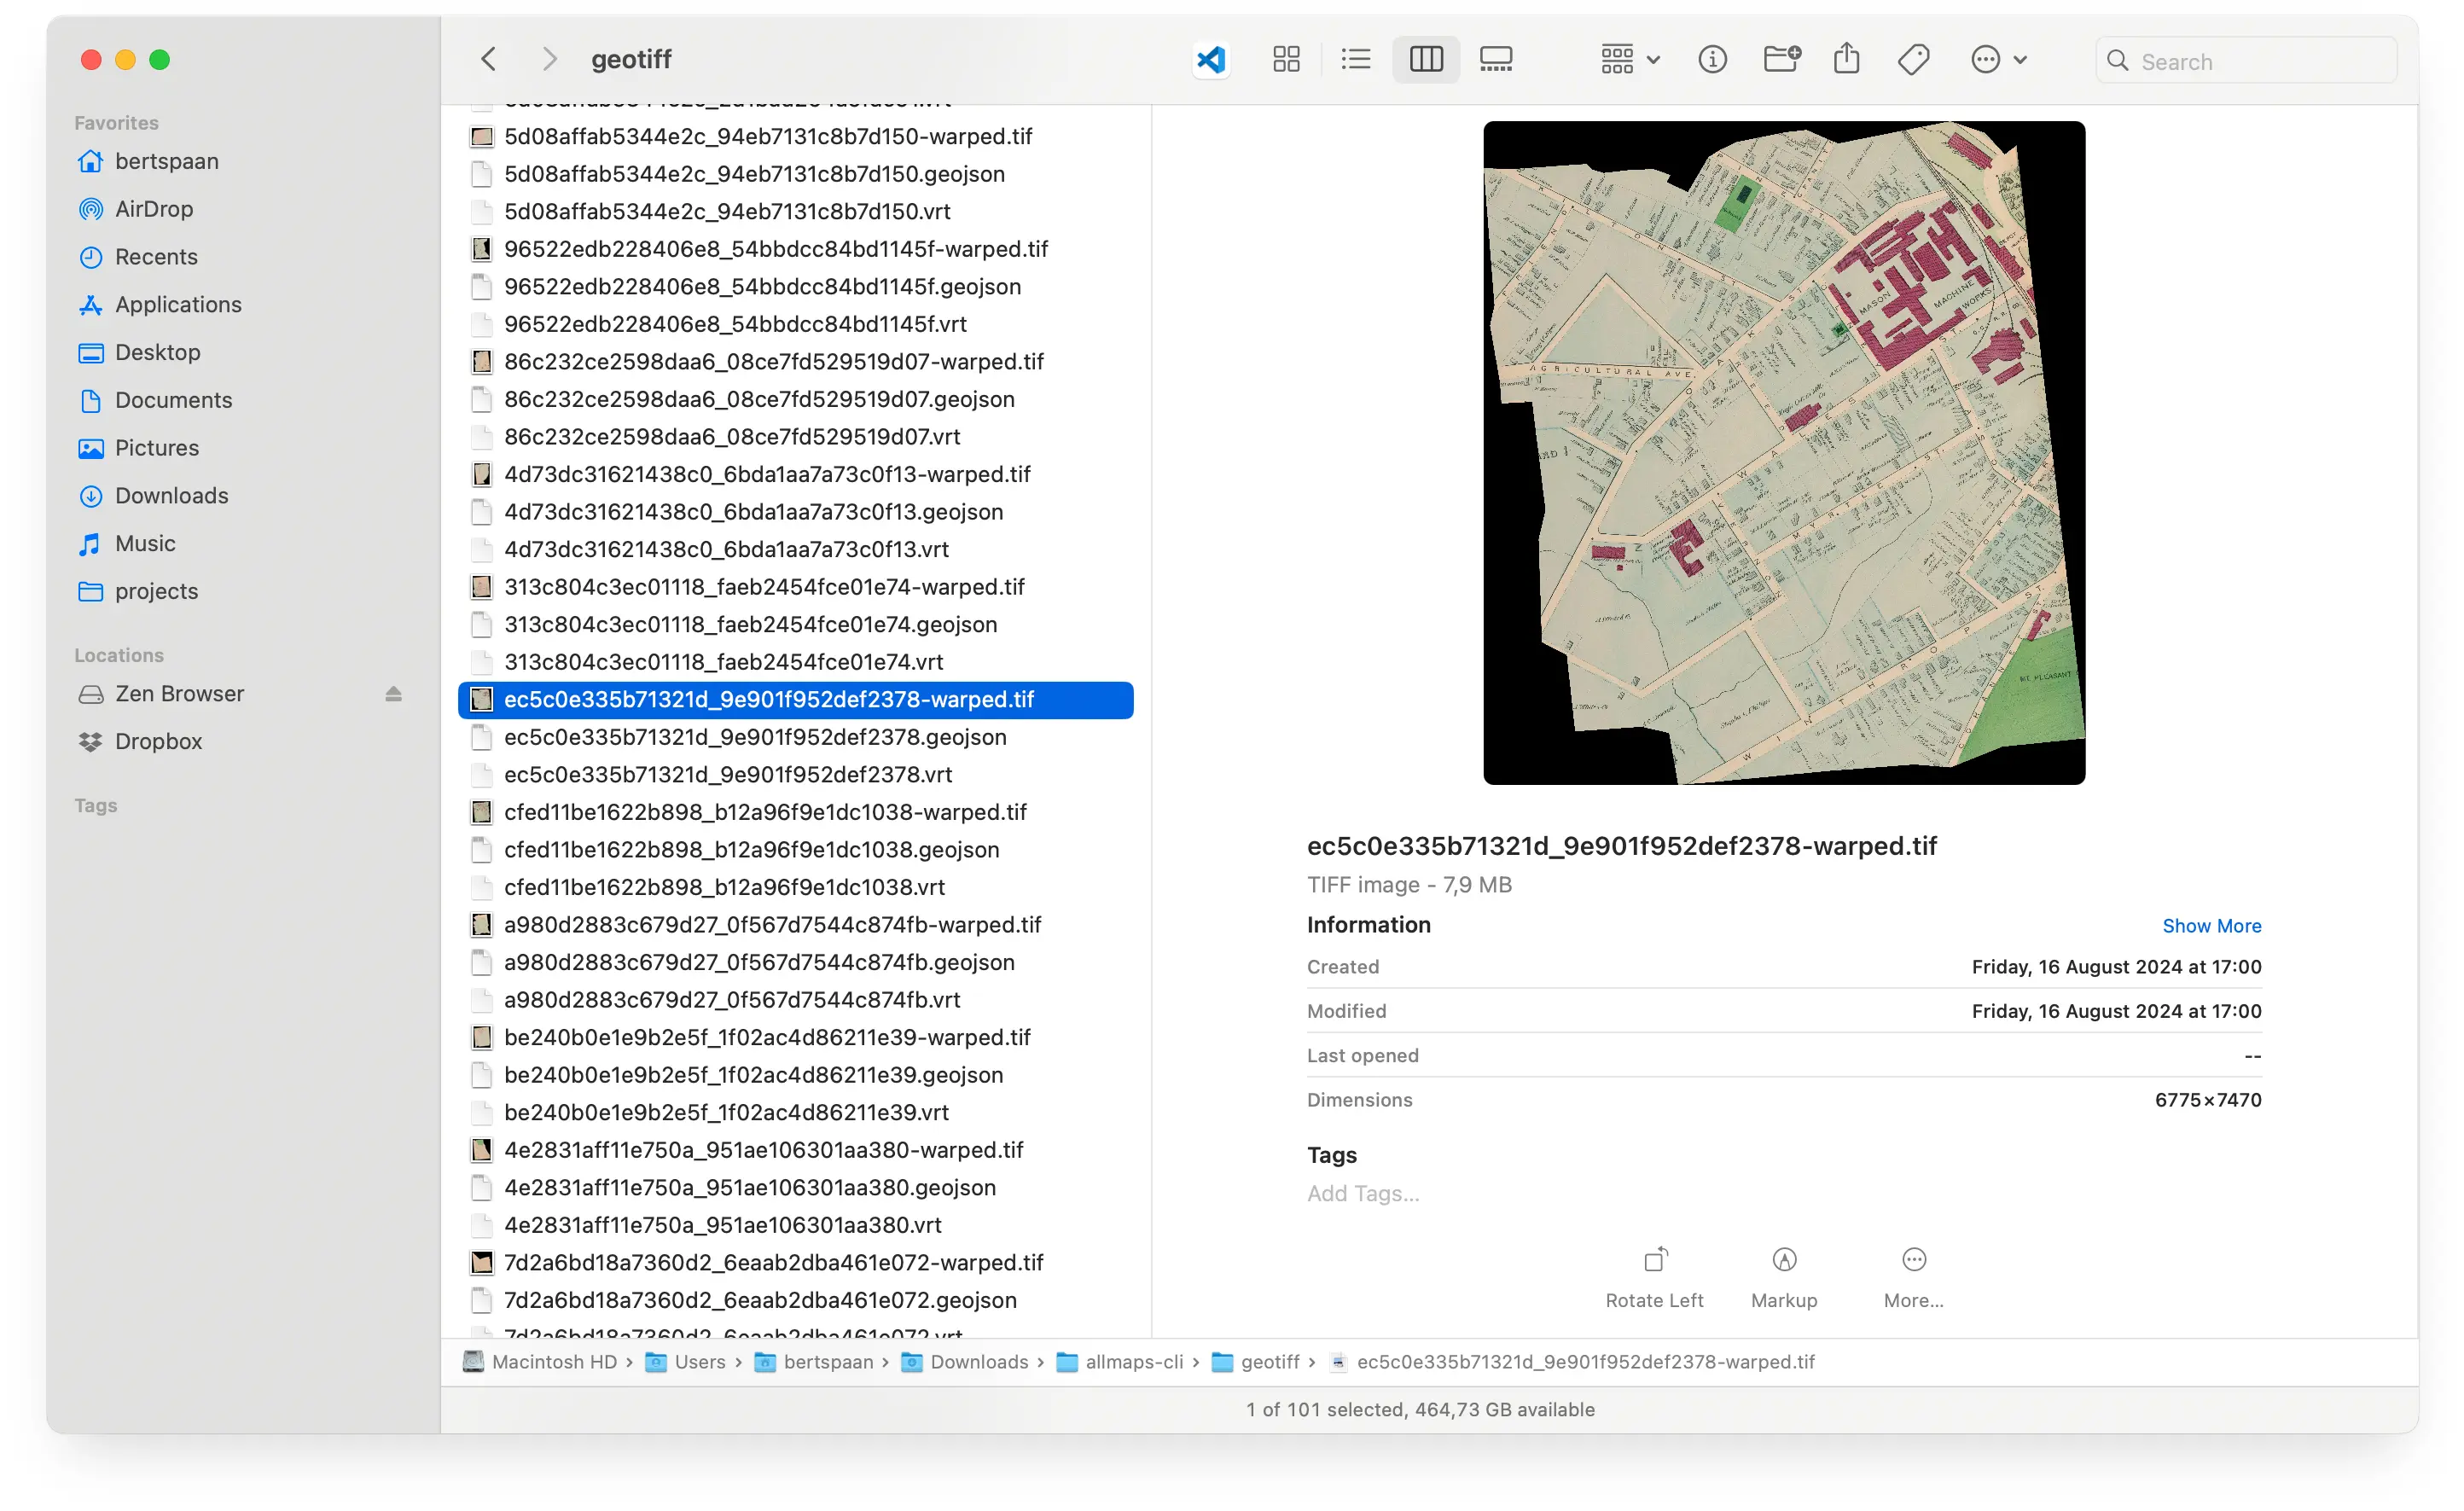 geotiff
Search
Favorites
bertspaan
AirDrop
Recents
Applications
Desktop
Documents
Pictures
Downloads
Music
projects
Locations
Zen Browser
Dropbox
Tags
5d08affab5344e2c_94eb7131c8b7d150-warped.tif
5d08affab5344e2c_94eb7131c8b7d150.geojson
5d08affab5344e2c_94eb7131c8b7d150.vrt
96522edb228406e8_54bbdcc84bd1145f-warped.tif
96522edb228406e8_54bbdcc84bd1145f.geojson
96522edb228406e8_54bbdcc84bd1145f.vrt
86c232ce2598daa6_08ce7fd529519d07-warped.tif
86c232ce2598daa6_08ce7fd529519d07.geojson
86c232ce2598daa6_08ce7fd529519d07.vrt
4d73dc31621438c0_6bda1aa7a73c0f13-warped.tif
4d73dc31621438c0_6bda1aa7a73c0f13.geojson
4d73dc31621438c0_6bda1aa7a73c0f13.vrt
313c804c3ec01118_faeb2454fce01e74-warped.tif
313c804c3ec01118_faeb2454fce01e74.geojson
313c804c3ec01118_faeb2454fce01e74.vrt
ec5c0e335b71321d_9e901f952def2378-warped.tif
ec5c0e335b71321d_9e901f952def2378.geojson
ec5c0e335b71321d_9e901f952def2378.vrt
cfed11be1622b898_b12a96f9e1dc1038-warped.tif
cfed11be1622b898_b12a96f9e1dc1038.geojson
cfed11be1622b898_b12a96f9e1dc1038.vrt
a980d2883c679d27_0f567d7544c874fb-warped.tif
a980d2883c679d27_0f567d7544c874fb.geojson
a980d2883c679d27_0f567d7544c874fb.vrt
be240b0e1e9b2e5f_1f02ac4d86211e39-warped.tif
be240b0e1e9b2e5f_1f02ac4d86211e39.geojson
be240b0e1e9b2e5f_1f02ac4d86211e39.vrt
4e2831aff11e750a_951ae106301aa380-warped.tif
4e2831aff11e750a_951ae106301aa380.geojson
4e2831aff11e750a_951ae106301aa380.vrt
7d2a6bd18a7360d2_6eaab2dba461e072-warped.tif
7d2a6bd18a7360d2_6eaab2dba461e072.geojson
7d2a6bd18a7360d2_6eaab2dba461e072.vrt
MASON MACHINE WORKS
AGRICULTURAL AVE.
MT. PLEASANT
ec5c0e335b71321d_9e901f952def2378-warped.tif
TIFF image - 7,9 MB
Information Show More
Created Friday, 16 August 2024 at 17:00
Modified Friday, 16 August 2024 at 17:00
Last opened --
Dimensions 6775×7470
Tags
Add Tags...
Rotate Left Markup More...
Macintosh HD › Users › bertspaan › Downloads › allmaps-cli › geotiff › ec5c0e335b71321d_9e901f952def2378-warped.tif
1 of 101 selected, 464,73 GB available